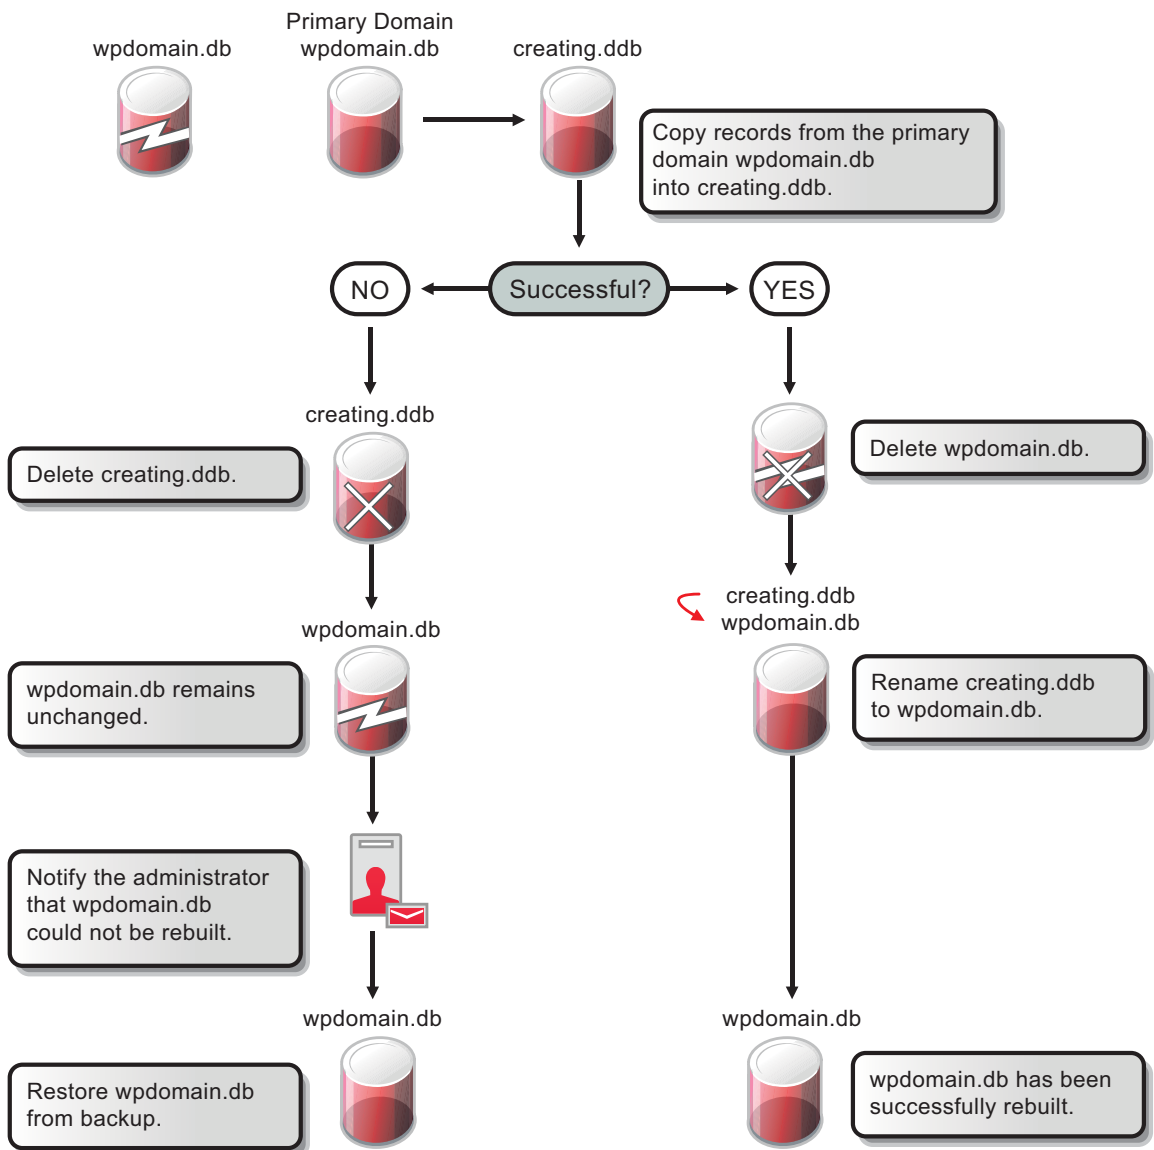 Primary Domain
wpdomain.db
wpdomain.db
creating.ddb
Copy records from the primary
domain wpdomain.db
into creating.ddb.
NO
Successful?
YES
creating.ddb
Delete creating.ddb.
Delete wpdomain.db.
creating.ddb
wpdomain.db
wpdomain.db
wpdomain.db remains
unchanged.
Rename creating.ddb
to wpdomain.db.
Notify the administrator
that wpdomain.db
could not be rebuilt.
wpdomain.db
wpdomain.db
Restore wpdomain.db
from backup.
wpdomain.db has been
successfully rebuilt.